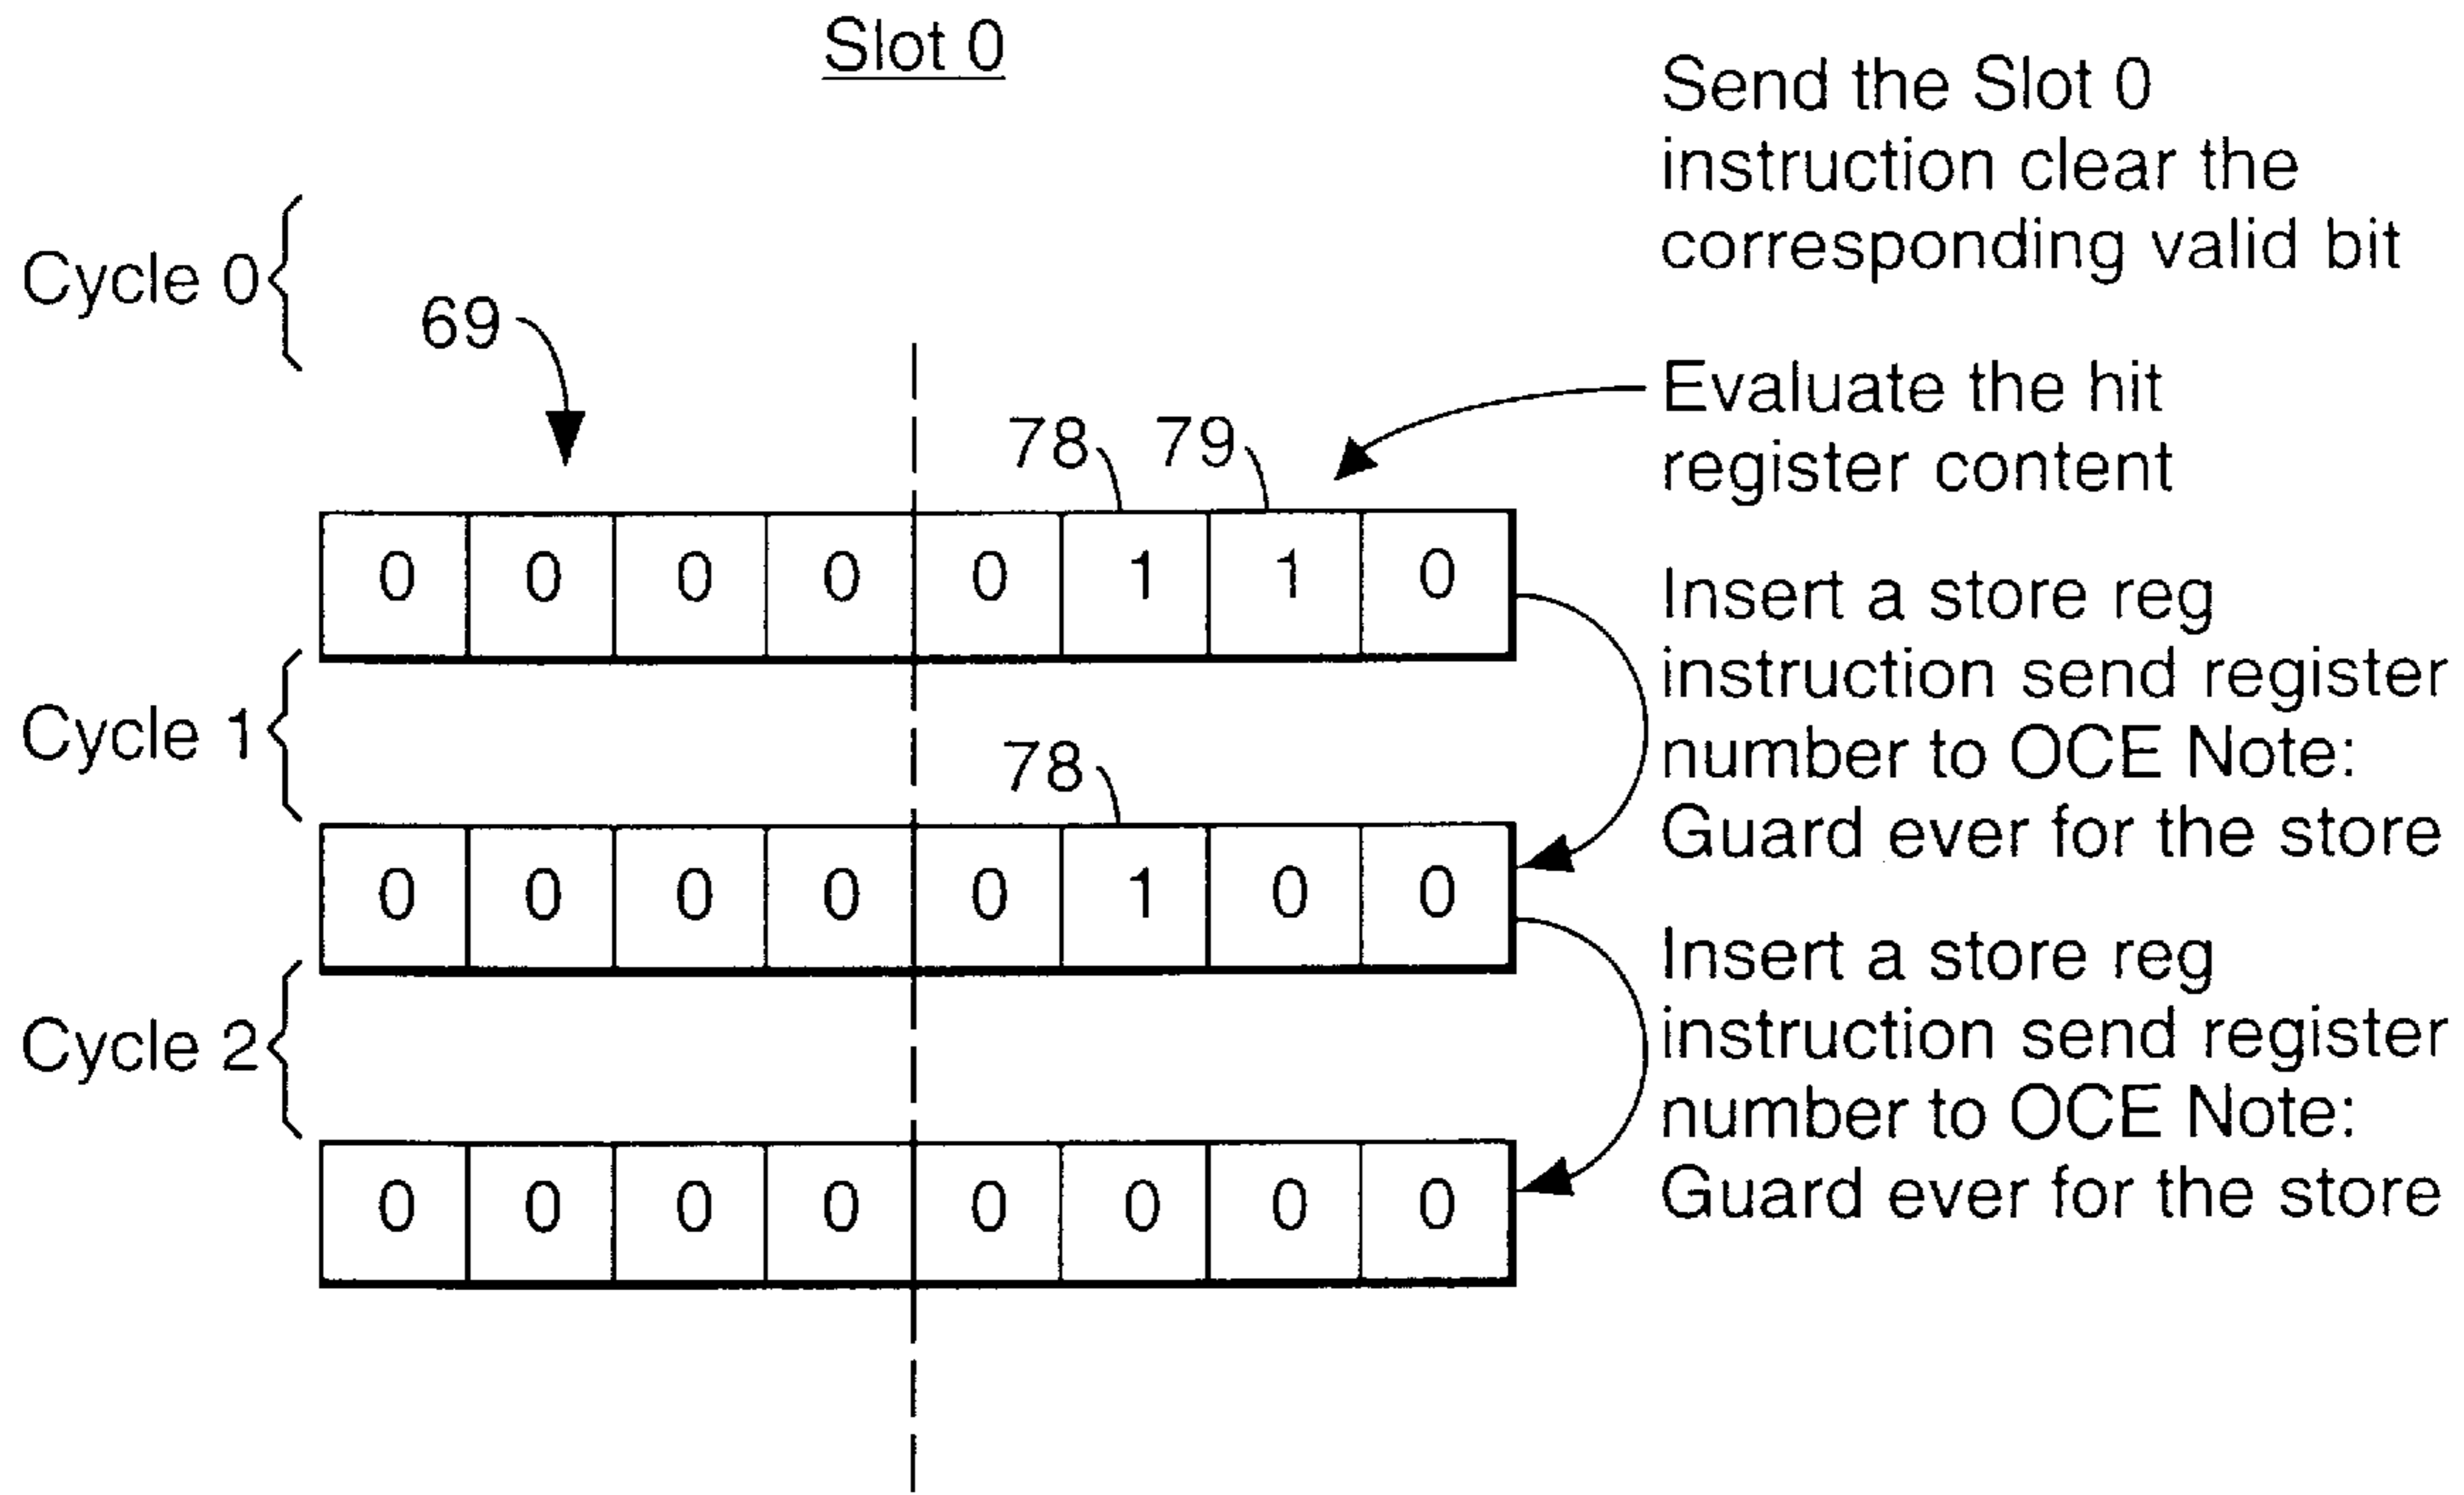 Slot 0
Send the Slot 0
instruction clear the
corresponding valid bit
Cycle 0
69
Evaluate the hit
register content
78 79
0 0 0 0 0 1 1 0
Insert a store reg
instruction send register
number to OCE Note:
Guard ever for the store
Cycle 1
78
0 0 0 0 0 1 0 0
Insert a store reg
instruction send register
number to OCE Note:
Guard ever for the store
Cycle 2
0 0 0 0 0 0 0 0